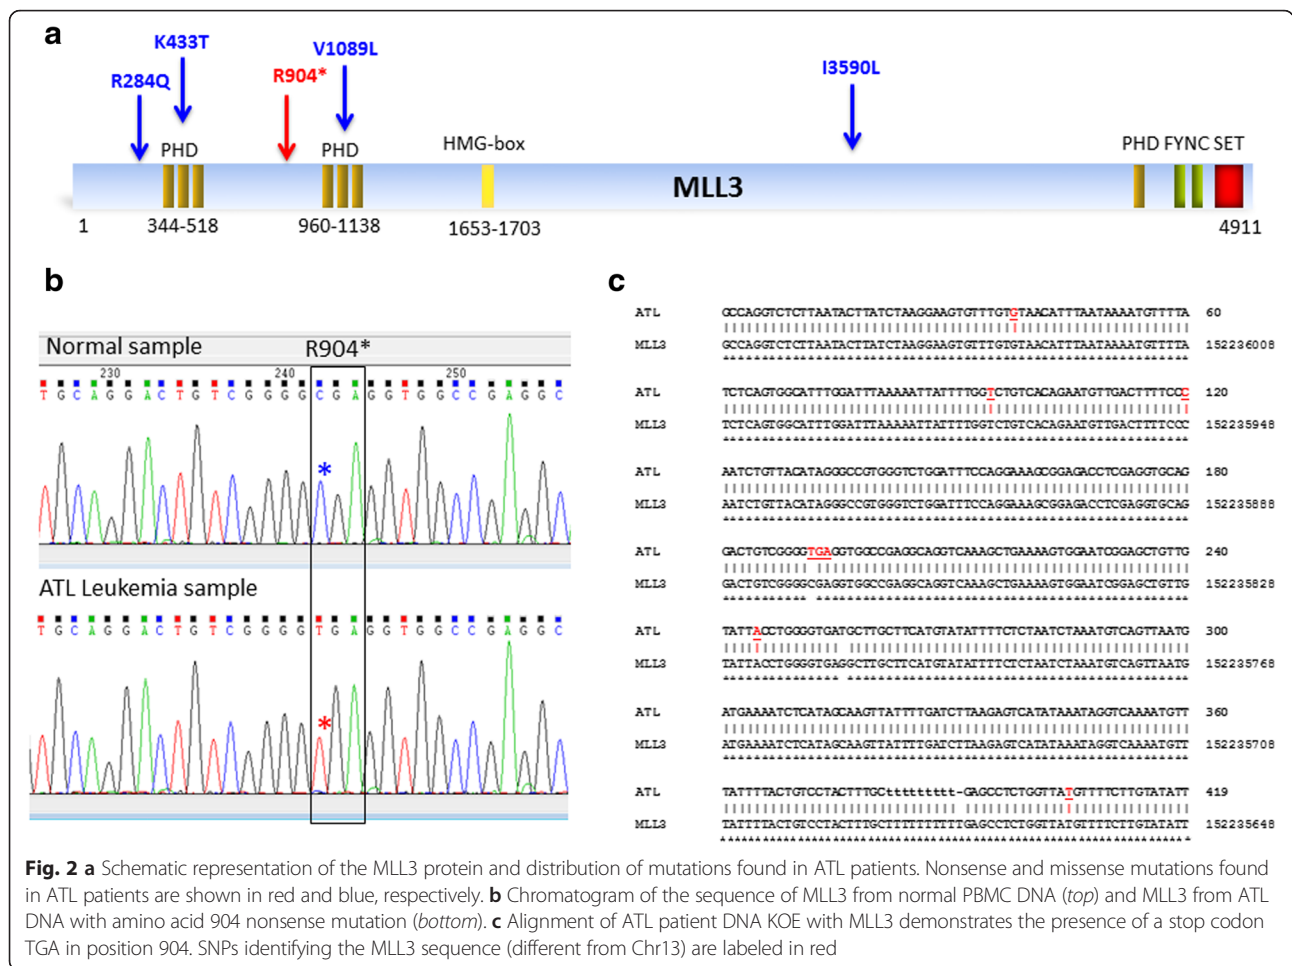 a
K433T
V1089L
I3590L
R284Q
R904*
PHD
PHD
HMG-box
PHD FYNC SET
MLL3
1
344-518
960-1138
1653-1703
4911
b
Normal sample
R904*
230
240
250
T G C A G G A C T G T C G G G G C G A G G T G G C C G A G G C
*
ATL Leukemia sample
T G C A G G A C T G T C G G G G T G A G G T G G C C G A G G C
*
c
ATL GCCAGGTCTCTTAATACTTATCTAAGGAAGTGTTTGTGTAACATTTAATAAAATGTTTTA 60
MLL3 GCCAGGTCTCTTAATACTTATCTAAGGAAGTGTTTGTGTAACATTTAATAAAATGTTTTA 152236008
ATL TCTCAGTGGCATTTGGATTTAAAAATTATTTTGGTCTGTCACAGAATGTTGACTTTTCCC 120
MLL3 TCTCAGTGGCATTTGGATTTAAAAATTATTTTGGTCTGTCACAGAATGTTGACTTTTCCC 152235948
ATL AATCTGTTACATAGGGCCGTGGGTCTGGATTTCCAGGAAAGCGGAGACCTCGAGGTGCAG 180
MLL3 AATCTGTTACATAGGGCCGTGGGTCTGGATTTCCAGGAAAGCGGAGACCTCGAGGTGCAG 152235888
ATL GACTGTCGGGGTGAGGTGGCCGAGGCAGGTCAAAGCTGAAAAGTGGAATCGGAGCTGTTG 240
MLL3 GACTGTCGGGGCGAGGTGGCCGAGGCAGGTCAAAGCTGAAAAGTGGAATCGGAGCTGTTG 152235828
ATL TATTACCTGGGGTGATGCTTGCTTCATGTATATTTTCTCTAATCTAAATGTCAGTTAATG 300
MLL3 TATTACCTGGGGTGAGGCTTGCTTCATGTATATTTTCTCTAATCTAAATGTCAGTTAATG 152235768
ATL ATGAAAATCTCATAGCAAGTTATTTTGATCTTAAGAGTCATATAAATAGGTCAAAATGTT 360
MLL3 ATGAAAATCTCATAGCAAGTTATTTTGATCTTAAGAGTCATATAAATAGGTCAAAATGTT 152235708
ATL TATTTTACTGTCCTACTTTGCttttttttt-GAGCCTCTGGTTATGTTTTCTTGTATATT 419
MLL3 TATTTTACTGTCCTACTTTGCTTTTTTTTTTGAGCCTCTGGTTATGTTTTCTTGTATATT 152235648
Fig. 2 a Schematic representation of the MLL3 protein and distribution of mutations found in ATL patients. Nonsense and missense mutations found
in ATL patients are shown in red and blue, respectively. b Chromatogram of the sequence of MLL3 from normal PBMC DNA (top) and MLL3 from ATL
DNA with amino acid 904 nonsense mutation (bottom). c Alignment of ATL patient DNA KOE with MLL3 demonstrates the presence of a stop codon
TGA in position 904. SNPs identifying the MLL3 sequence (different from Chr13) are labeled in red